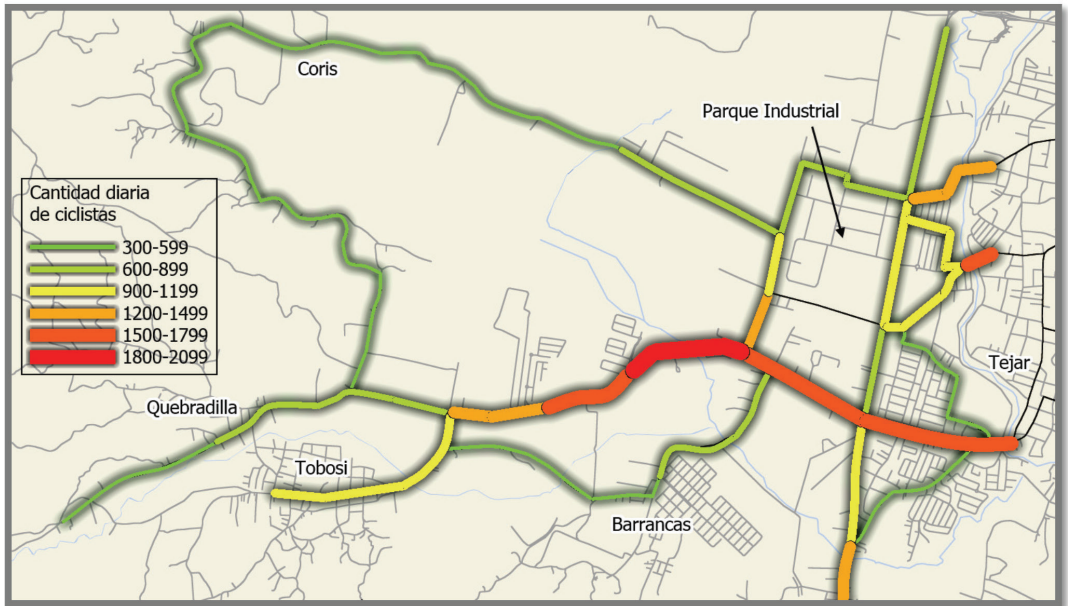 Coris
Parque Industrial
Cantidad diaria
de ciclistas
300-599
600-899
900-1199
1200-1499
1500-1799
1800-2099
Tejar
Quebradilla
Tobosi
Barrancas